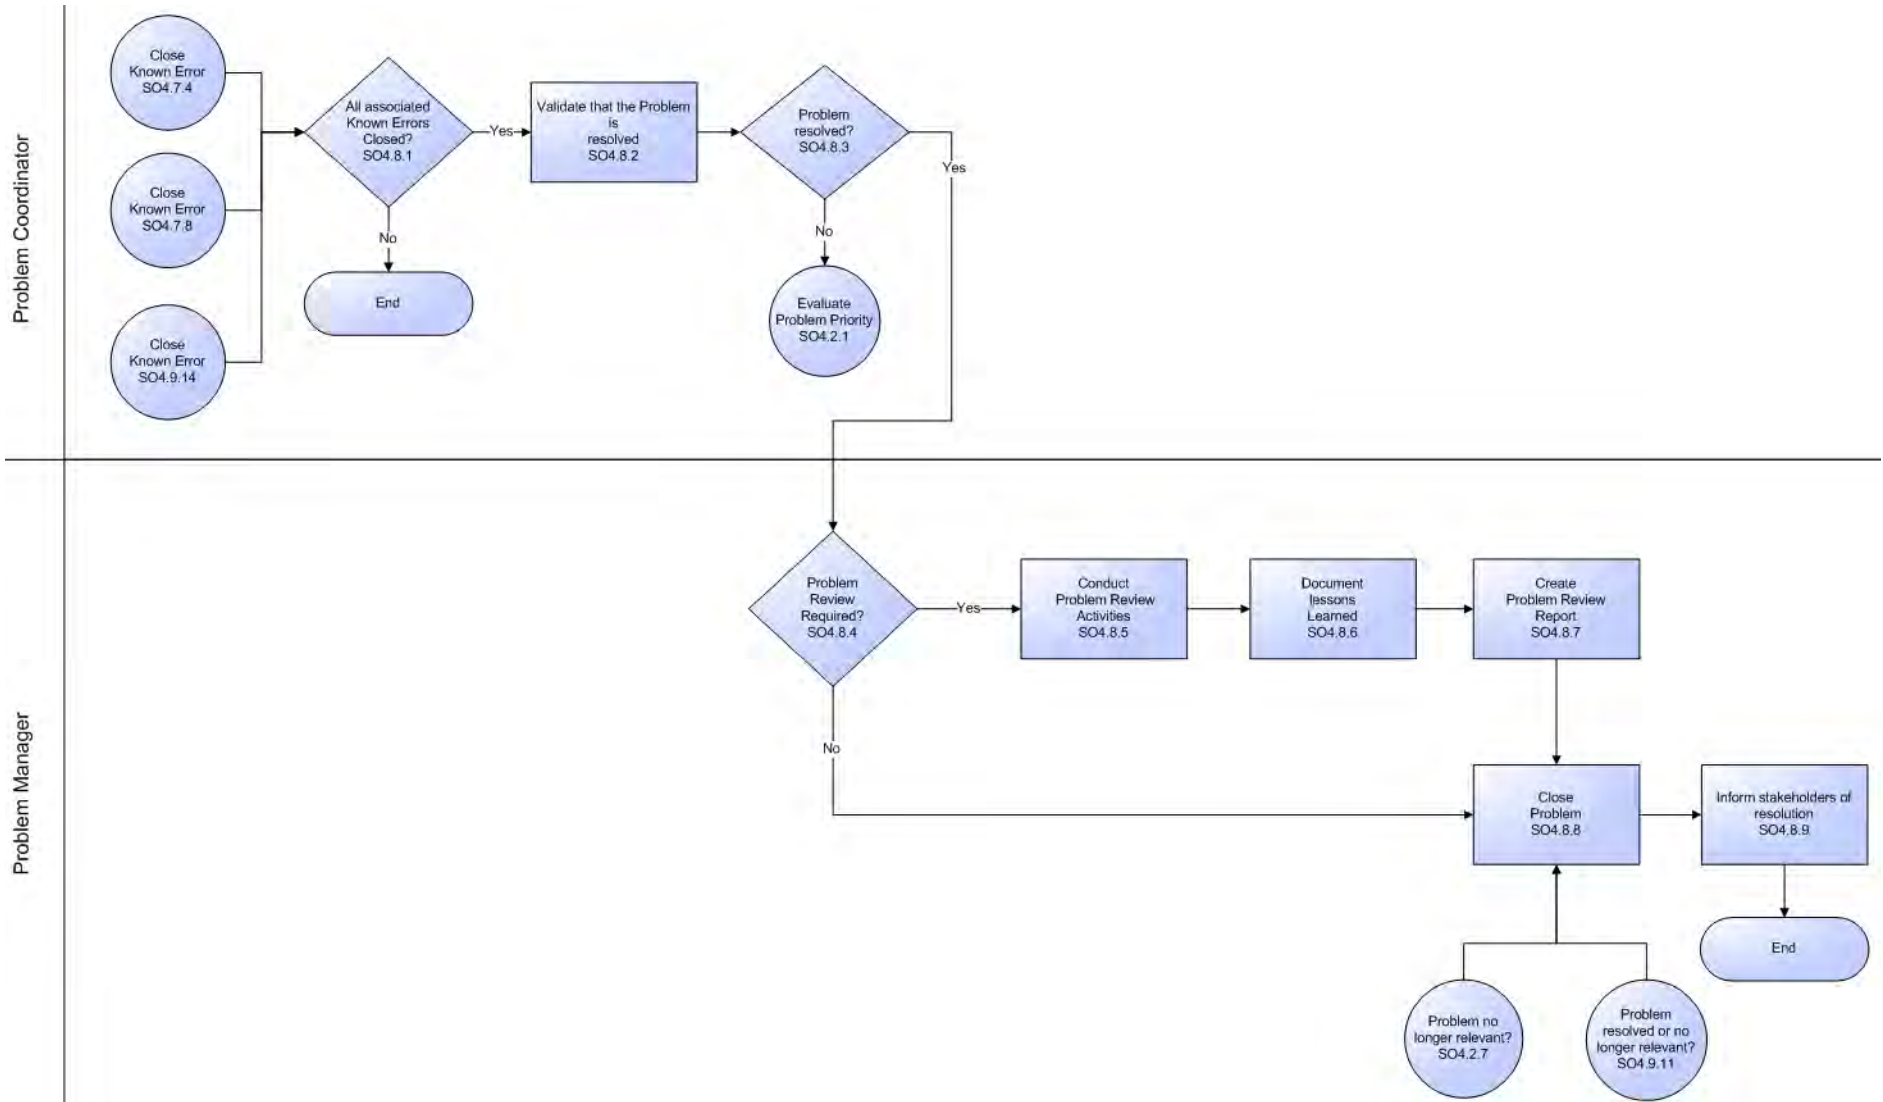 Problem Coordinator
Close
Known Error
SO4.7.4
Close
Known Error
SO4.7.8
Close
Known Error
SO4.9.14
All associated
Known Errors
Closed?
SO4.8.1
Yes
No
End
Validate that the Problem
is
resolved
SO4.8.2
Problem
resolved?
SO4.8.3
Yes
No
Evaluate
Problem Priority
SO4.2.1
Problem Manager
Problem
Review
Required?
SO4.8.4
Yes
No
Conduct
Problem Review
Activities
SO4.8.5
Document
lessons
Learned
SO4.8.6
Create
Problem Review
Report
SO4.8.7
Close
Problem
SO4.8.8
Inform stakeholders of
resolution
SO4.8.9
End
Problem no
longer relevant?
SO4.2.7
Problem
resolved or no
longer relevant?
SO4.9.11